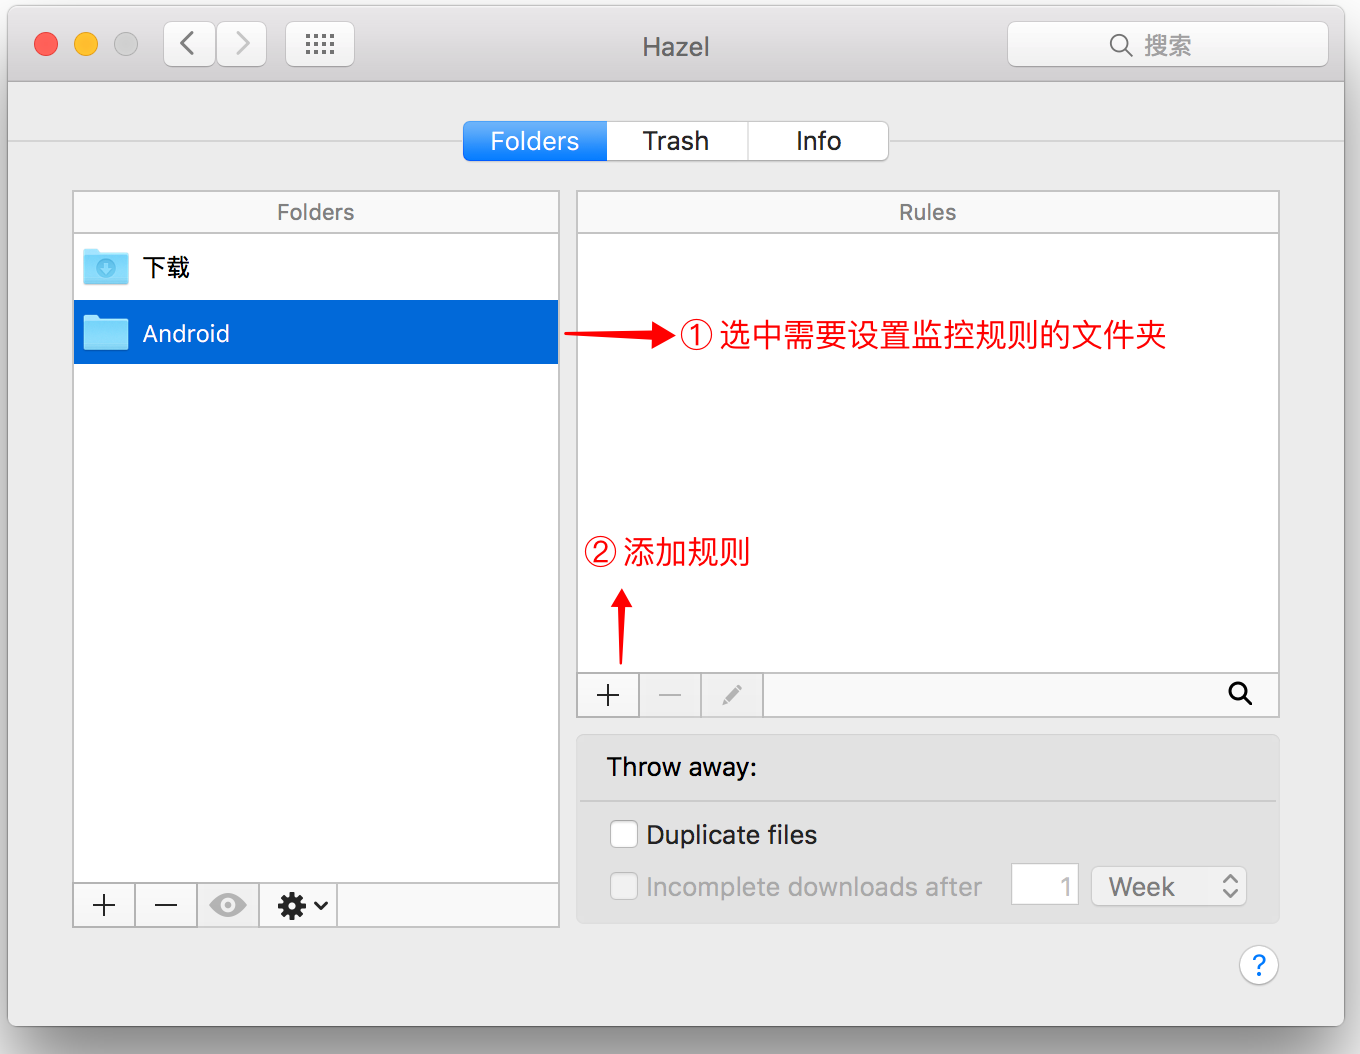 Hazel
搜索
Folders
Trash
Info
Folders
下载
Android
Rules
① 选中需要设置监控规则的文件夹
② 添加规则
Throw away:
Duplicate files
Incomplete downloads after 1 Week
?